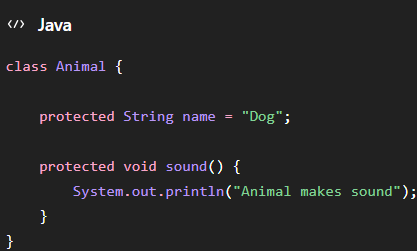 </> Java
class Animal {
    protected String name = "Dog";
    protected void sound() {
        System.out.println("Animal makes sound");
    }
}